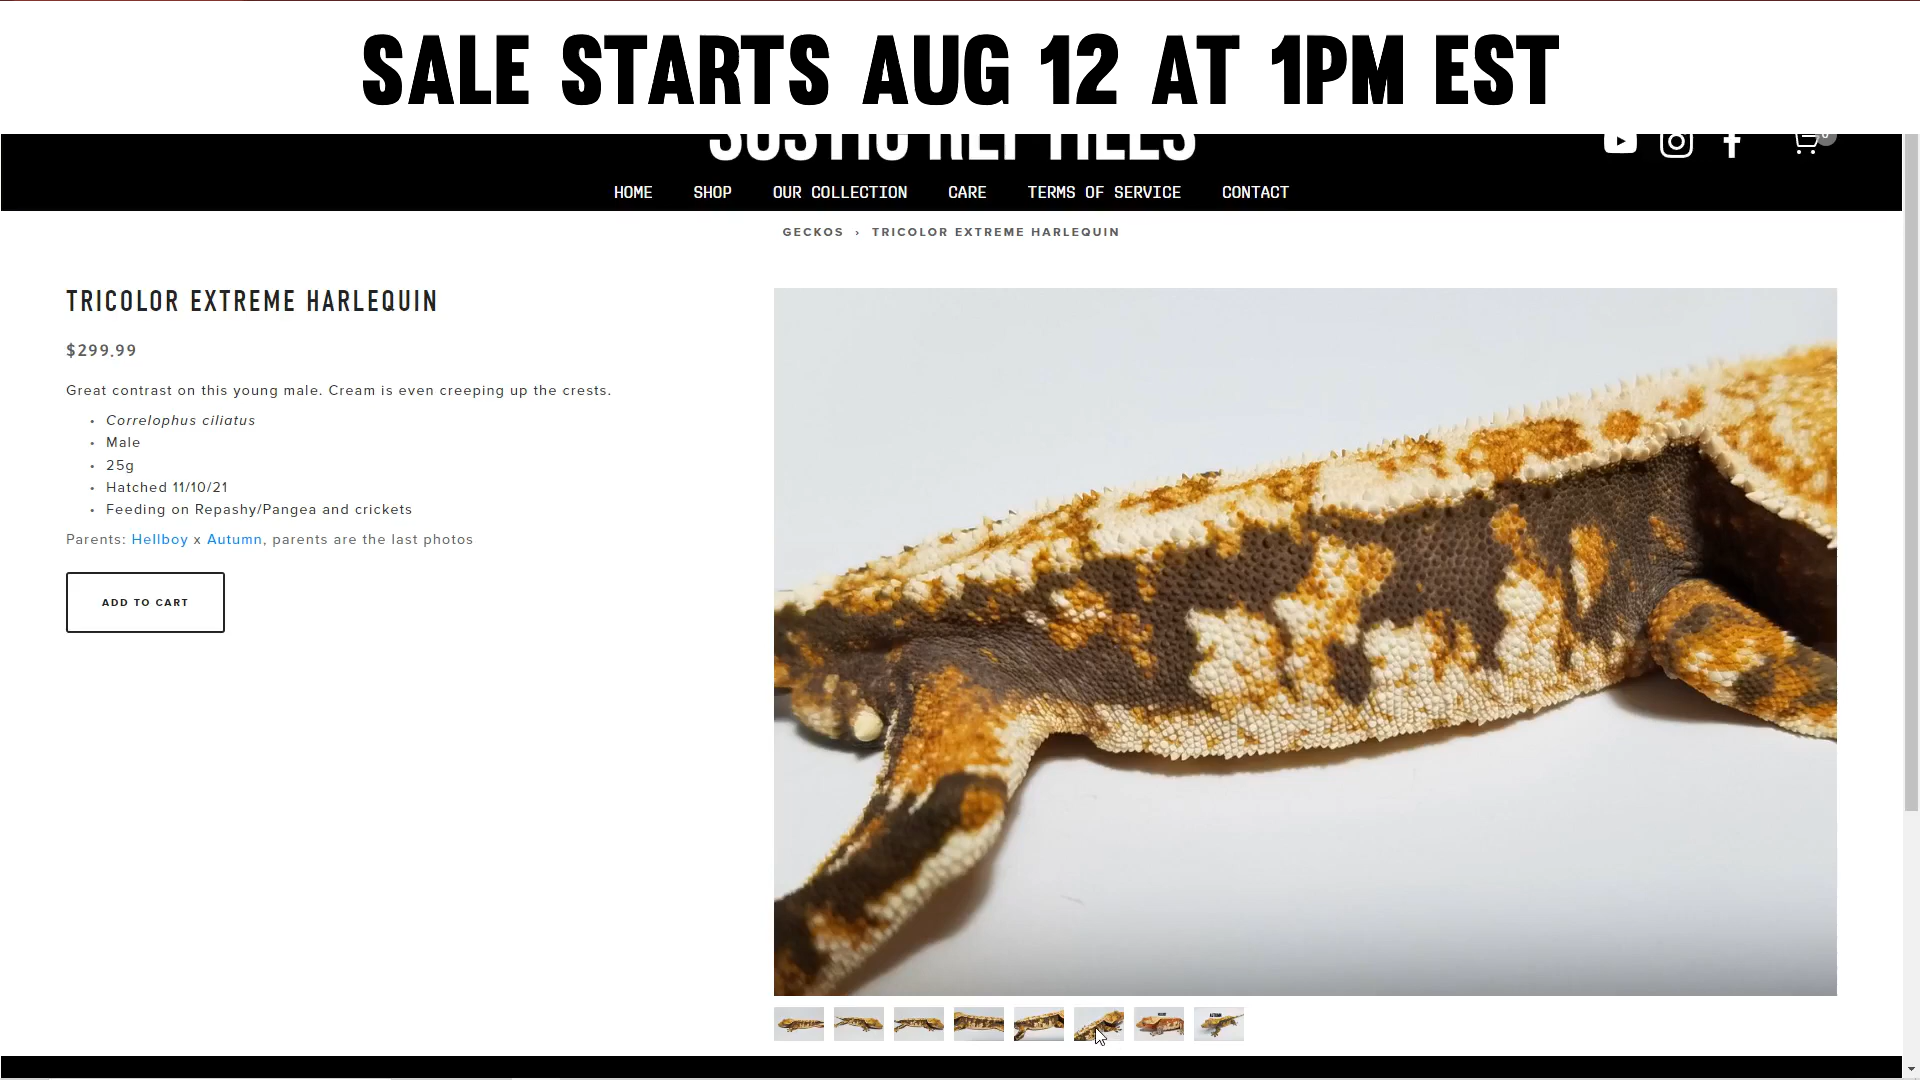 SALE STARTS AUG 12 AT 1PM EST
REPTILES
HOME SHOP OUR COLLECTION CARE TERMS OF SERVICE CONTACT
GECKOS › TRICOLOR EXTREME HARLEQUIN
TRICOLOR EXTREME HARLEQUIN
$299.99
Great contrast on this young male. Cream is even creeping up the crests.
• Correlophus ciliatus
• Male
• 25g
• Hatched 11/10/21
• Feeding on Repashy/Pangea and crickets
Parents: Hellboy x Autumn, parents are the last photos
ADD TO CART